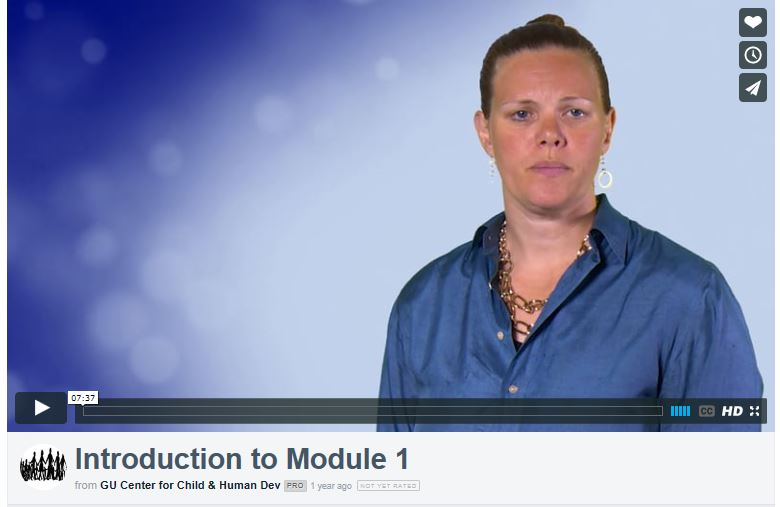 07:37
CC HD
Introduction to Module 1
from GU Center for Child & Human Dev PRO 1 year ago NOT YET RATED